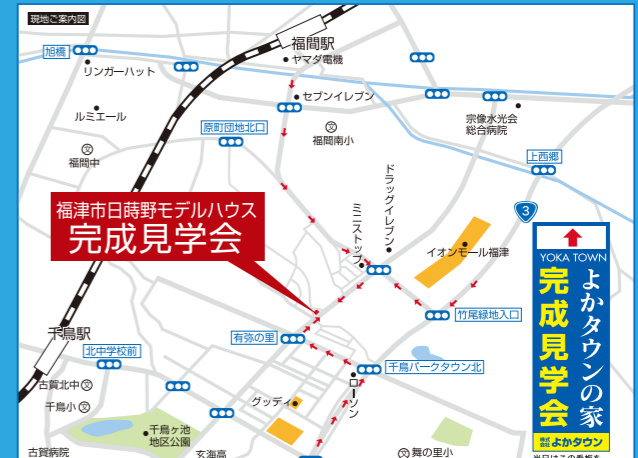 現地ご案内図
福間駅
ヤマダ電機
旭橋
リンガーハット
セブンイレブン
ルミエール
原町団地北口
福間南小
文
宗像水光会
総合病院
文
福間中
上西郷
ドラッグイレブン
ミニストップ
3
イオンモール福津
福津市日蒔野モデルハウス
完成見学会
YOKA TOWN
よかタウンの家
完成見学会
株式会社 よかタウン
竹尾緑地入口
千鳥駅
有弥の里
北中学校前
千鳥パークタウン北
古賀北中 文
ローソン
グッディ
千鳥小 文
千鳥ヶ池
地区公園
古賀病院
玄海高
文 舞の里小